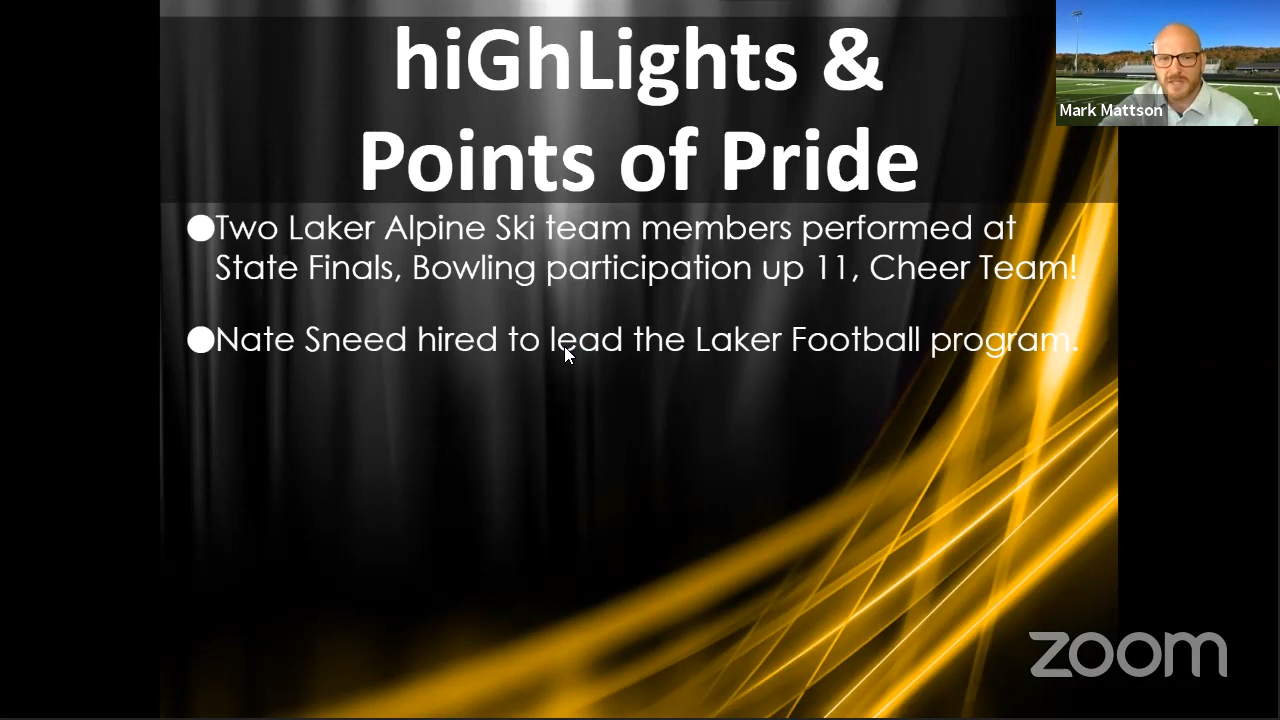 hiGhLights &
Points of Pride
Mark Mattson
●Two Laker Alpine Ski team members performed at
State Finals, Bowling participation up 11, Cheer Team!
●Nate Sneed hired to lead the Laker Football program.
zoom